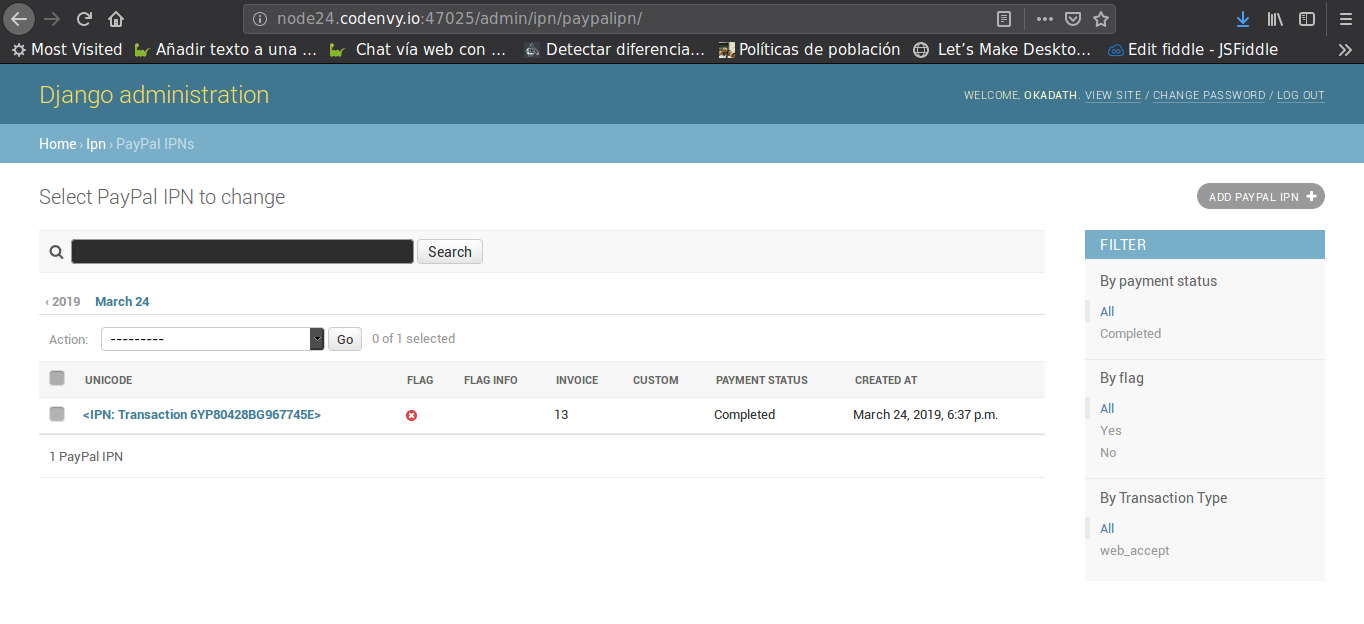 node24.codenvy.io:47025/admin/ipn/paypalipn/
Most Visited Añadir texto a una ... Chat vía web con ... Detectar diferencia... Políticas de población Let's Make Deskto... Edit fiddle - JSFiddle
Django administration
WELCOME, OKADATH. VIEW SITE / CHANGE PASSWORD / LOG OUT
Home › Ipn › PayPal IPNs
Select PayPal IPN to change
ADD PAYPAL IPN +
Search
FILTER
By payment status
All
Completed
By flag
All
Yes
No
By Transaction Type
All
web_accept
‹ 2019 March 24
Action: --------- Go 0 of 1 selected
UNICODE FLAG FLAG INFO INVOICE CUSTOM PAYMENT STATUS CREATED AT
<IPN: Transaction 6YP80428BG967745E> 13 Completed March 24, 2019, 6:37 p.m.
1 PayPal IPN